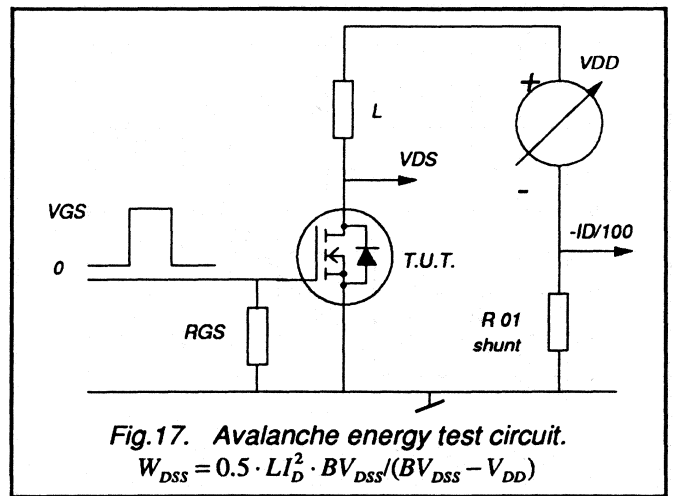 VDD
+
L
VDS
-
VGS
-ID/100
0
T.U.T.
RGS
R 01
shunt
Fig.17. Avalanche energy test circuit.
W_DSS = 0.5 · LI_D^2 · BV_DSS/(BV_DSS − V_DD)